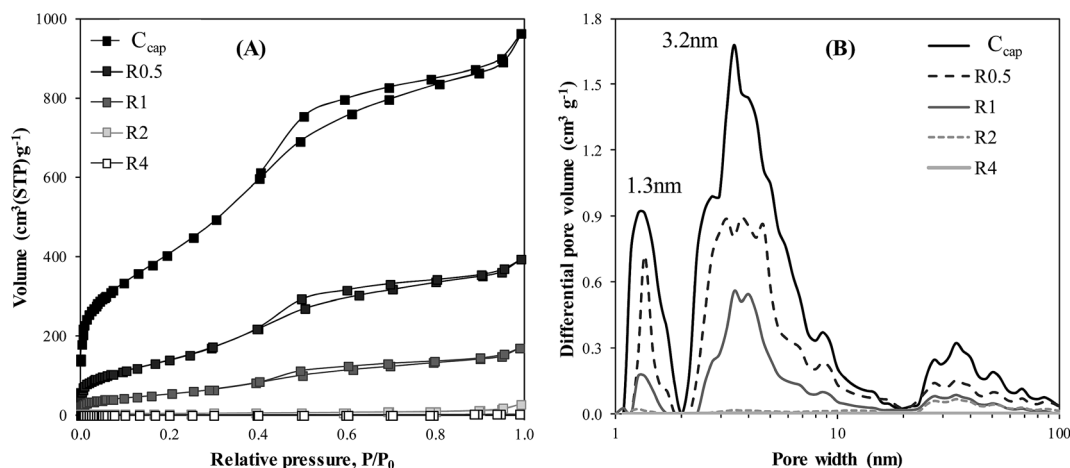 (A)
Volume (cm³(STP)·g⁻¹)
1000
800
600
400
200
0
C_cap
R0.5
R1
R2
R4
0.0
0.2
0.4
0.6
0.8
1.0
Relative pressure, P/P₀
(B)
Differential pore volume (cm³ g⁻¹)
1.8
1.5
1.2
0.9
0.6
0.3
0.0
3.2nm
1.3nm
C_cap
R0.5
R1
R2
R4
1
10
100
Pore width (nm)